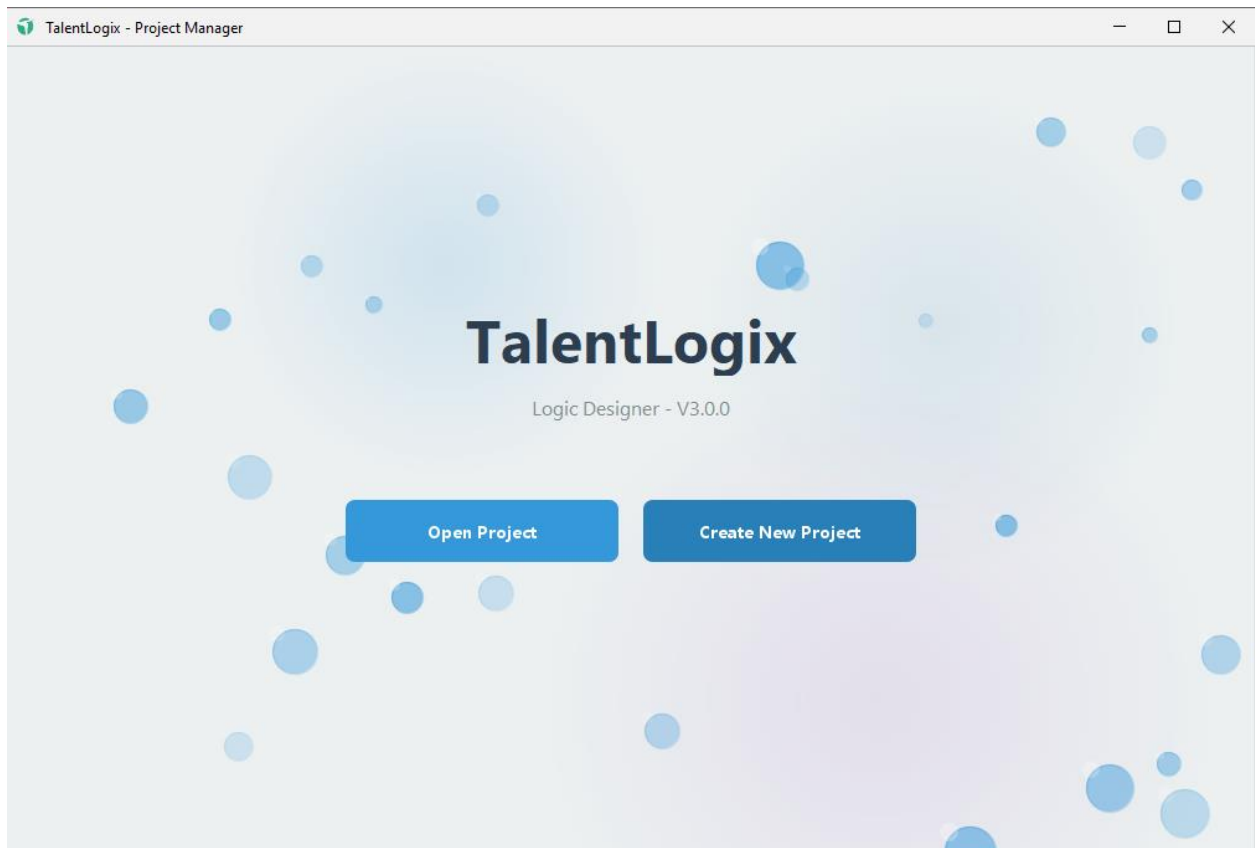 TalentLogix - Project Manager
TalentLogix
Logic Designer - V3.0.0
Open Project
Create New Project